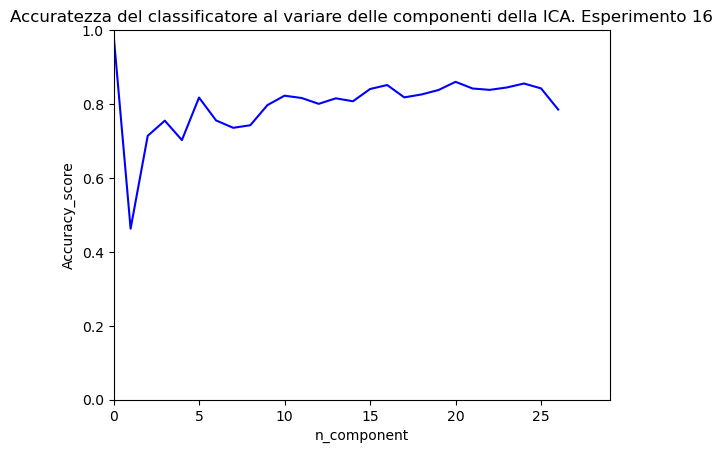 Accuratezza del classificatore al variare delle componenti della ICA. Esperimento 16
1.0
0.8
0.6
0.4
0.2
0.0
Accuracy_score
0 5 10 15 20 25
n_component